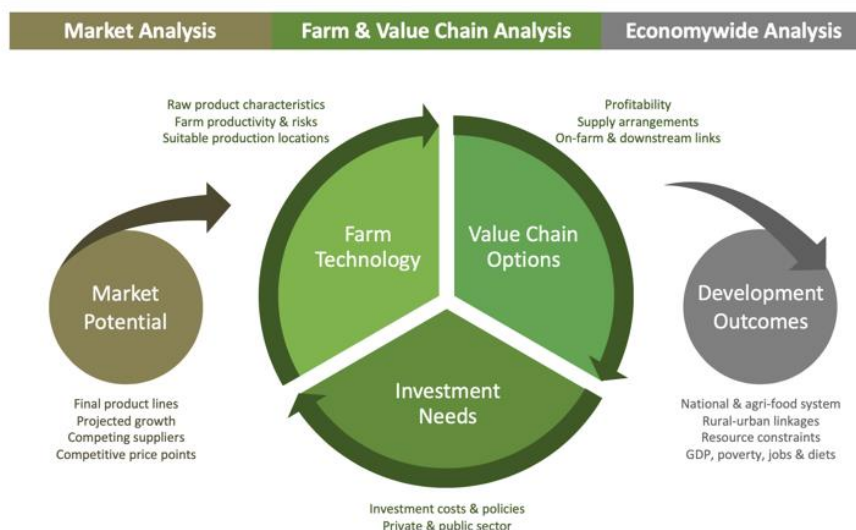 Market Analysis
Farm & Value Chain Analysis
Economywide Analysis
Raw product characteristics
Farm productivity & risks
Suitable production locations
Profitability
Supply arrangements
On-farm & downstream links
Farm
Technology
Value Chain
Options
Market
Potential
Development
Outcomes
Investment
Needs
Final product lines
Projected growth
Competing suppliers
Competitive price points
National & agri-food system
Rural-urban linkages
Resource constraints
GDP, poverty, jobs & diets
Investment costs & policies
Private & public sector